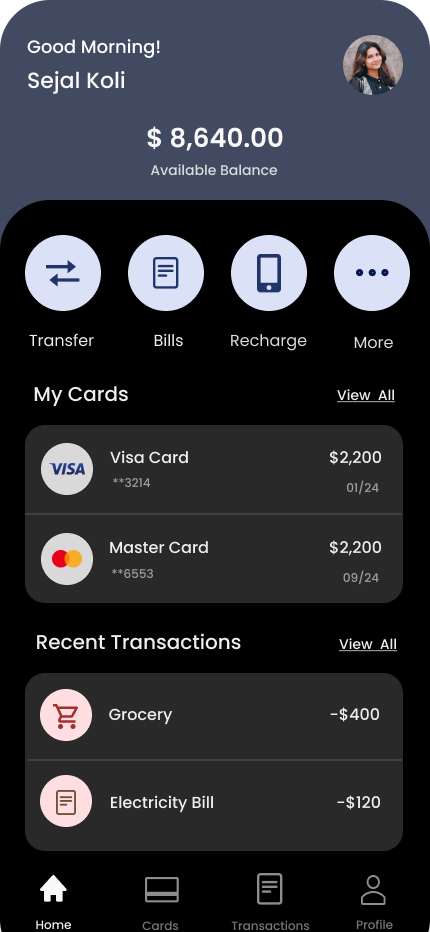 Good Morning!
Sejal Koli
$ 8,640.00
Available Balance
Transfer Bills Recharge More
My Cards View All
VISA Visa Card $2,200
**3214 01/24
Master Card $2,200
**6553 09/24
Recent Transactions View All
Grocery -$400
Electricity Bill -$120
Home Cards Transactions Profile